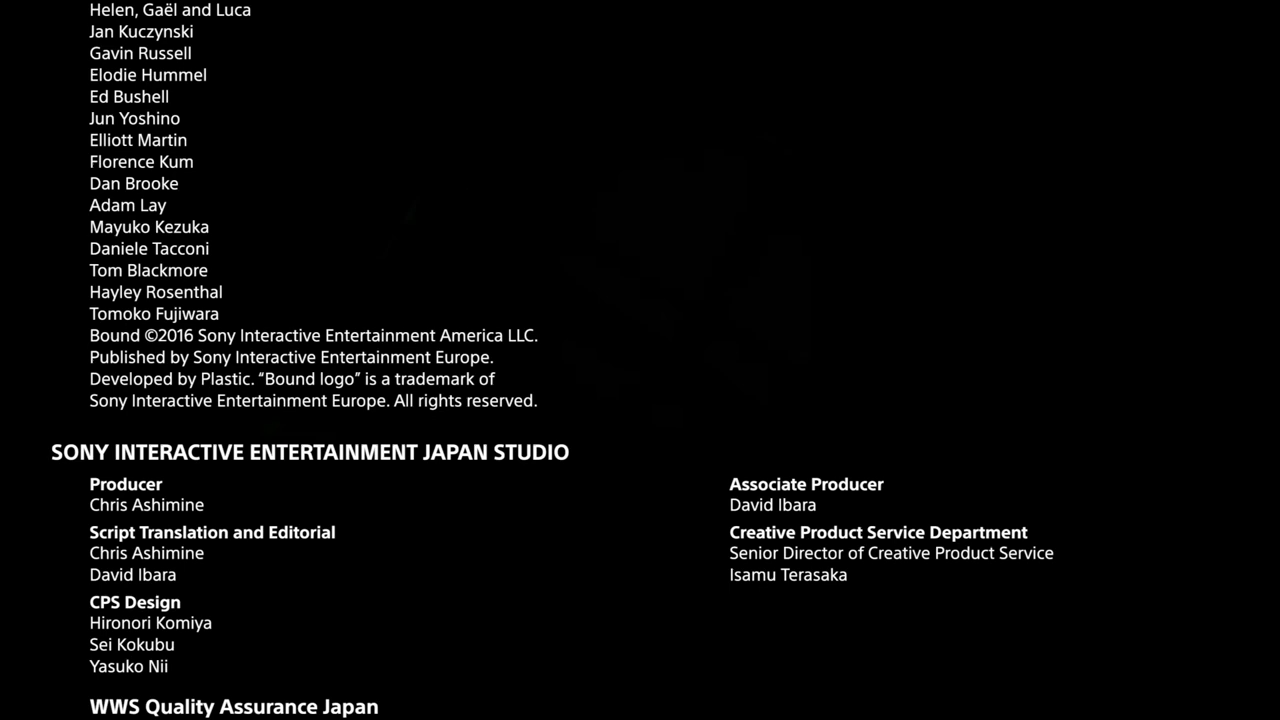 Helen, Gaël and Luca
Jan Kuczynski
Gavin Russell
Elodie Hummel
Ed Bushell
Jun Yoshino
Elliott Martin
Florence Kum
Dan Brooke
Adam Lay
Mayuko Kezuka
Daniele Tacconi
Tom Blackmore
Hayley Rosenthal
Tomoko Fujiwara
Bound ©2016 Sony Interactive Entertainment America LLC.
Published by Sony Interactive Entertainment Europe.
Developed by Plastic. “Bound logo” is a trademark of
Sony Interactive Entertainment Europe. All rights reserved.
SONY INTERACTIVE ENTERTAINMENT JAPAN STUDIO
Producer
Chris Ashimine
Script Translation and Editorial
Chris Ashimine
David Ibara
CPS Design
Hironori Komiya
Sei Kokubu
Yasuko Nii
Associate Producer
David Ibara
Creative Product Service Department
Senior Director of Creative Product Service
Isamu Terasaka
WWS Quality Assurance Japan